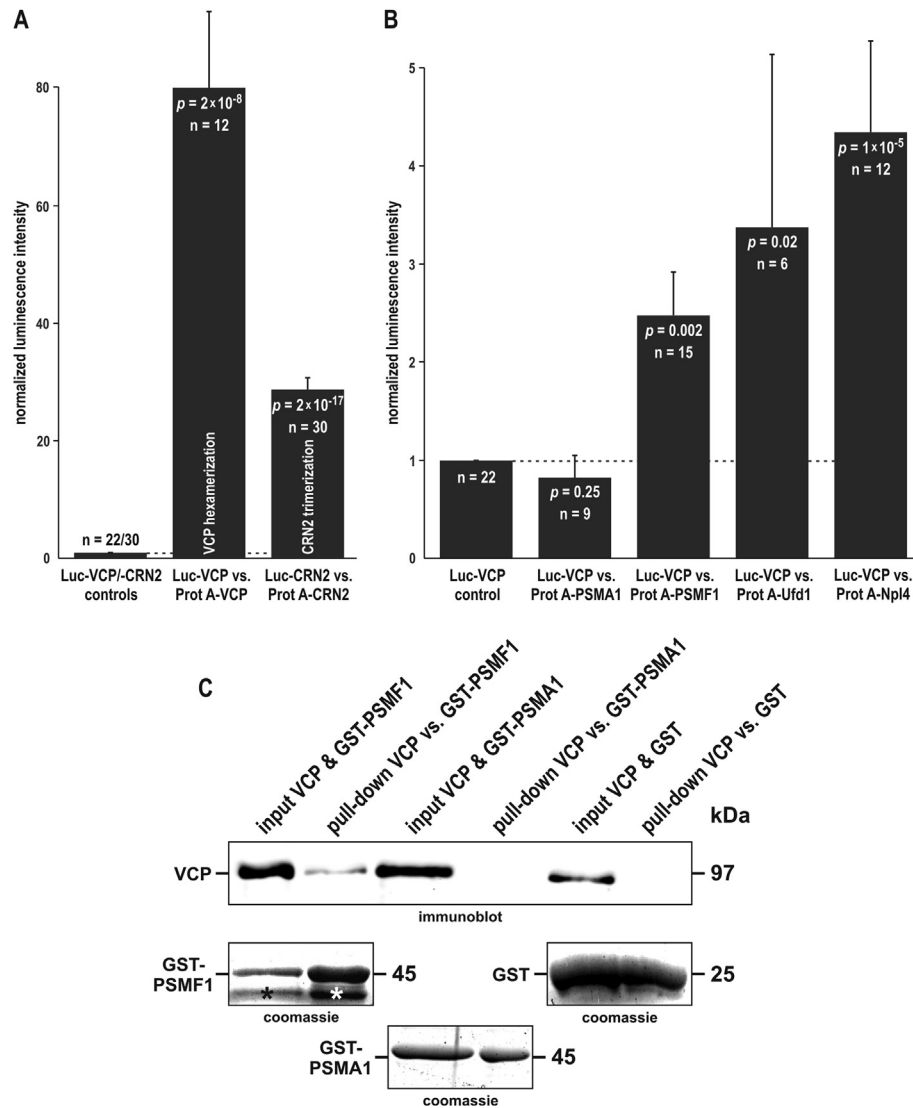 A
normalized luminescence intensity
80
60
40
20
0
p = 2×10-8
n = 12
VCP hexamerization
p = 2×10-17
n = 30
CRN2 trimerization
n = 22/30
Luc-VCP/-CRN2
controls
Luc-VCP vs.
Prot A-VCP
Luc-CRN2 vs.
Prot A-CRN2
B
normalized luminescence intensity
5
4
3
2
1
0
n = 22
p = 0.25
n = 9
p = 0.002
n = 15
p = 0.02
n = 6
p = 1×10-5
n = 12
Luc-VCP
control
Luc-VCP vs.
Prot A-PSMA1
Luc-VCP vs.
Prot A-PSMF1
Luc-VCP vs.
Prot A-Ufd1
Luc-VCP vs.
Prot A-Npl4
C
input VCP & GST-PSMF1
pull-down VCP vs. GST-PSMF1
input VCP & GST-PSMA1
pull-down VCP vs. GST-PSMA1
input VCP & GST
pull-down VCP vs. GST
kDa
VCP
97
immunoblot
GST-
PSMF1
* *
45
coomassie
GST
25
coomassie
GST-
PSMA1
45
coomassie